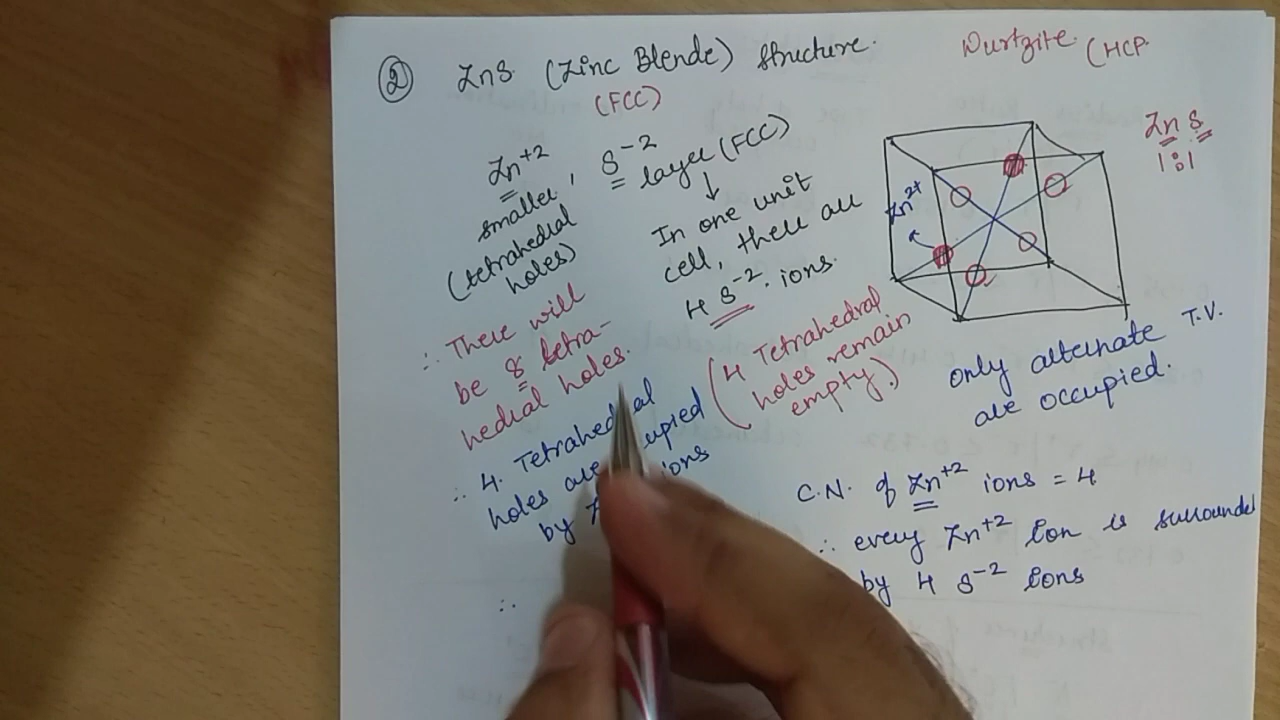 ② ZnS (Zinc Blende) Structure.
(FCC)
Wurtzite (HCP
Zn S
1:1
Zn+2
smaller,
(tetrahedral
holes)
S-2
layer (FCC)
↓
In one unit
cell, there are
4 S-2 ions.
Zn2+
∴ There will
be 8 tetra-
hedral holes.
(4 Tetrahedral
holes remain
empty.)
∴ 4 Tetrahedral
holes are
by ions
only alternate T.V.
are occupied.
C.N. of Zn+2 ions = 4
∴ every Zn+2 ion is surrounded
by 4 S-2 ions
∴